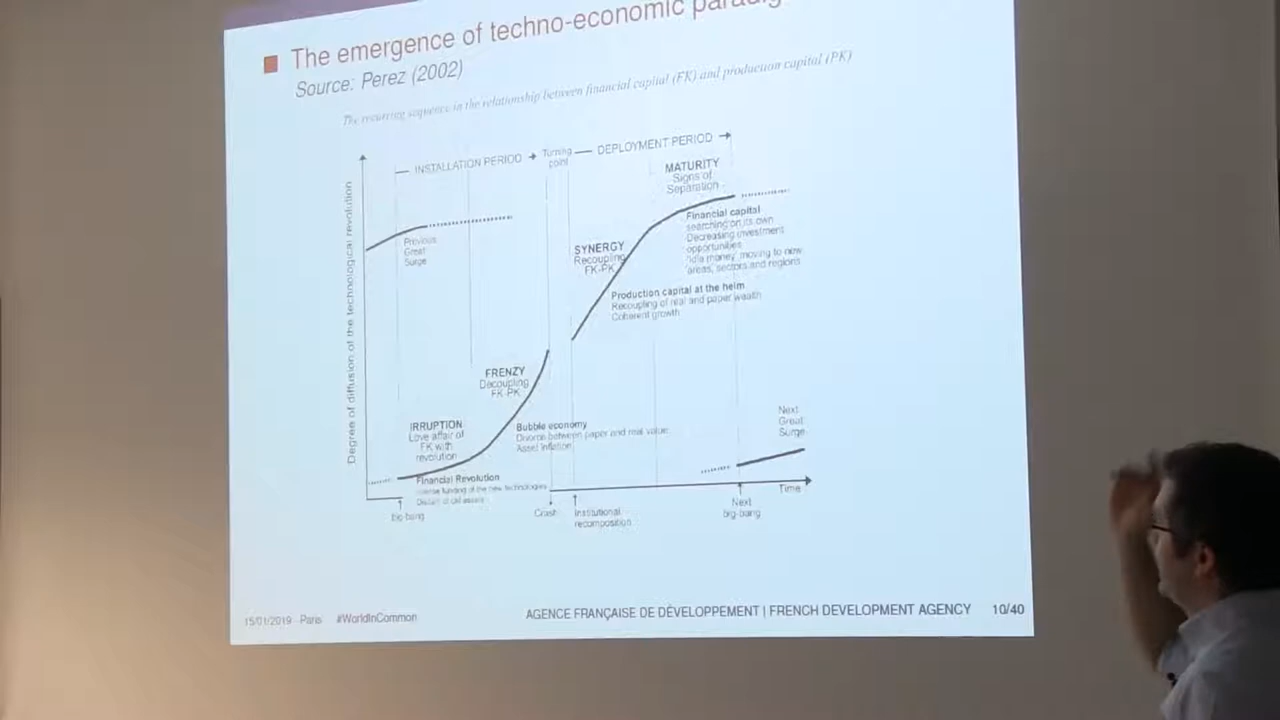 The emergence of techno-economic paradig
Source: Perez (2002)
The recurring sequence in the relationship between financial capital (FK) and production capital (PK)
INSTALLATION PERIOD
Turning
point
DEPLOYMENT PERIOD
MATURITY
Signs of
Separation
Degree of diffusion of the technological revolution
Previous
Great
Surge
SYNERGY
Recoupling
FK-PK
Financial capital
searching on its own
Decreasing investment
opportunities
'Idle money' moving to new
areas, sectors and regions
Production capital at the helm
Recoupling of real and paper wealth
Coherent growth
FRENZY
Decoupling
FK-PK
IRRUPTION
Love affair of
FK with
revolution
Bubble economy
Divorce between paper and real value
Asset inflation
Next
Great
Surge
Financial Revolution
Intense funding of the new technologies
big-bang
Crash
Institutional
recomposition
Next
big-bang
Time
15/01/2019 - Paris #WorldInCommon
AGENCE FRANÇAISE DE DÉVELOPPEMENT | FRENCH DEVELOPMENT AGENCY 10/40